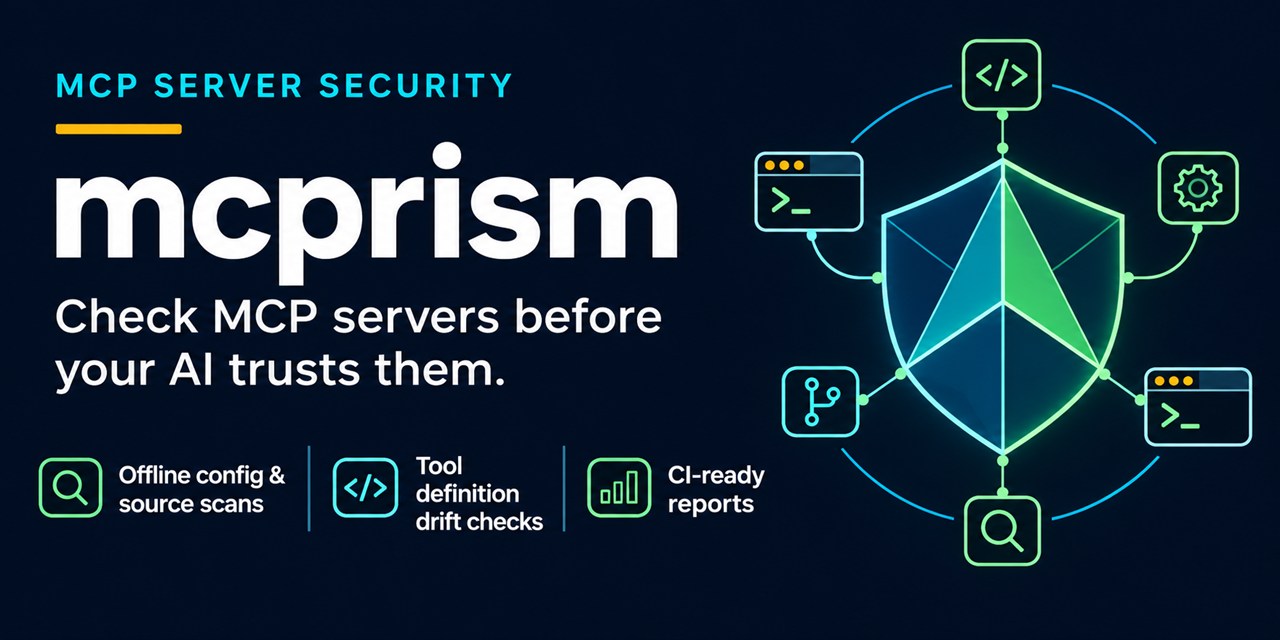 MCP SERVER SECURITY
mcprism
Check MCP servers before
your AI trusts them.
Offline config &
source scans
Tool
definition
drift checks
CI-ready
reports